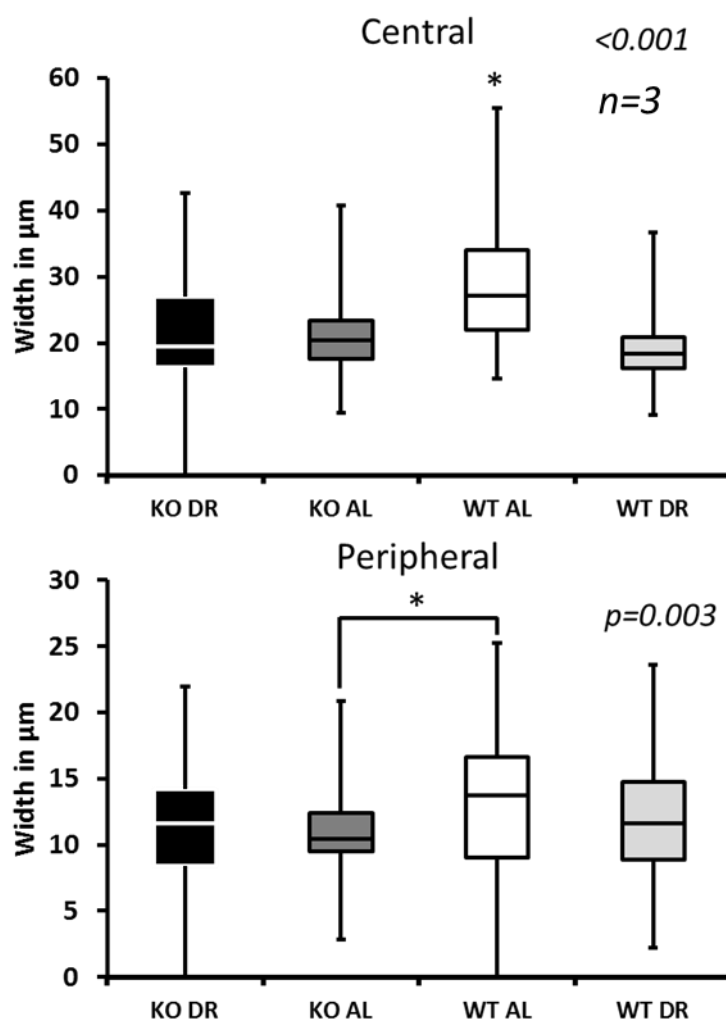 Central
<0.001
*
n=3
60
50
40
30
20
10
0
Width in µm
KO DR KO AL WT AL WT DR
Peripheral
*
p=0.003
30
25
20
15
10
5
0
Width in µm
KO DR KO AL WT AL WT DR